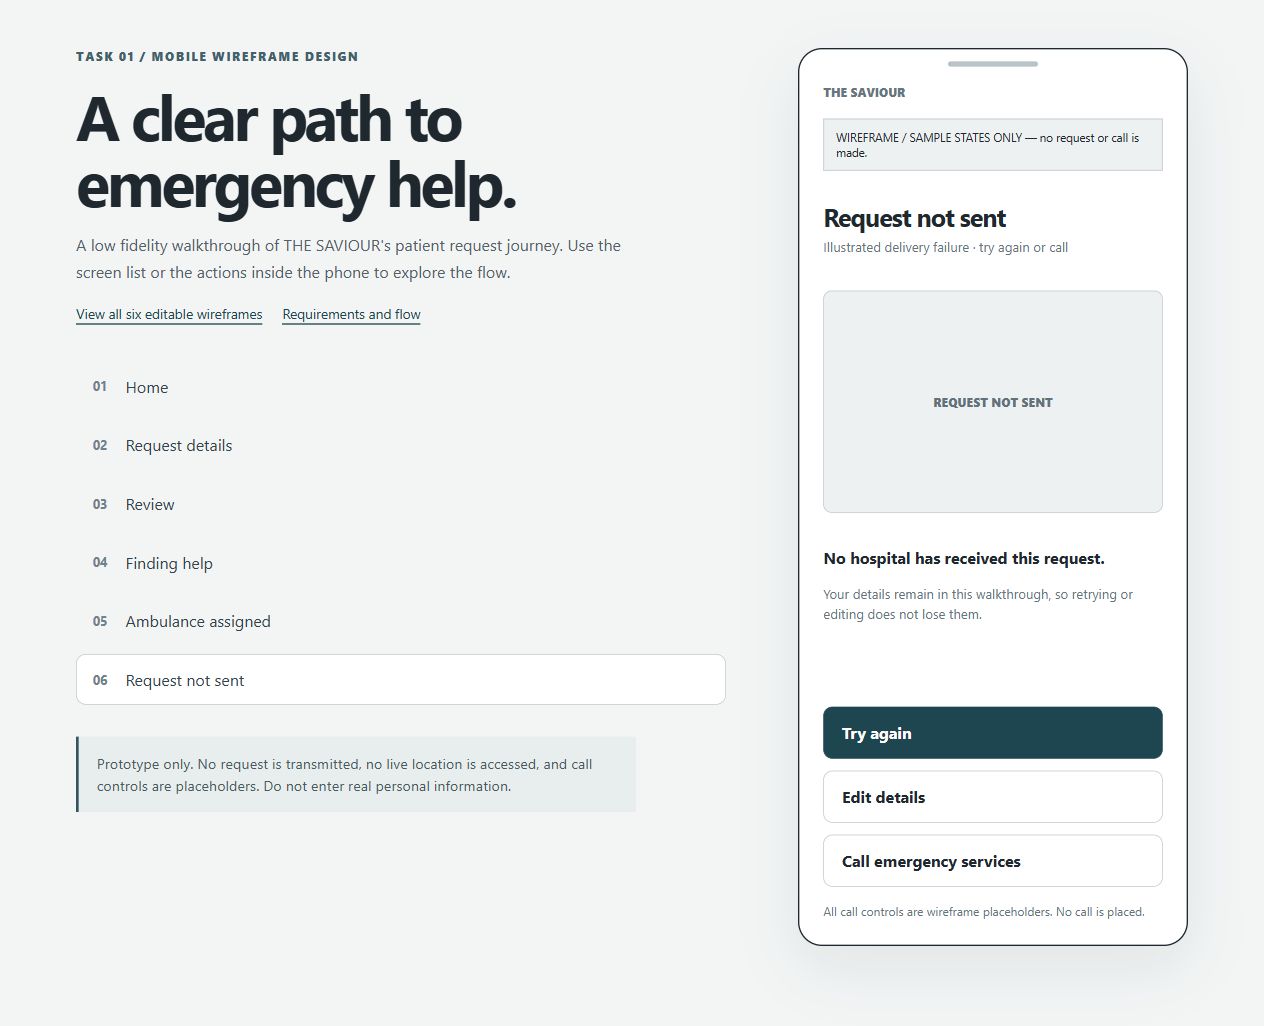 TASK 01 / MOBILE WIREFRAME DESIGN
A clear path to
emergency help.
A low fidelity walkthrough of THE SAVIOUR's patient request journey. Use the
screen list or the actions inside the phone to explore the flow.
View all six editable wireframes
Requirements and flow
01 Home
02 Request details
03 Review
04 Finding help
05 Ambulance assigned
06 Request not sent
Prototype only. No request is transmitted, no live location is accessed, and call
controls are placeholders. Do not enter real personal information.
THE SAVIOUR
WIREFRAME / SAMPLE STATES ONLY — no request or call is
made.
Request not sent
Illustrated delivery failure · try again or call
REQUEST NOT SENT
No hospital has received this request.
Your details remain in this walkthrough, so retrying or
editing does not lose them.
Try again
Edit details
Call emergency services
All call controls are wireframe placeholders. No call is placed.